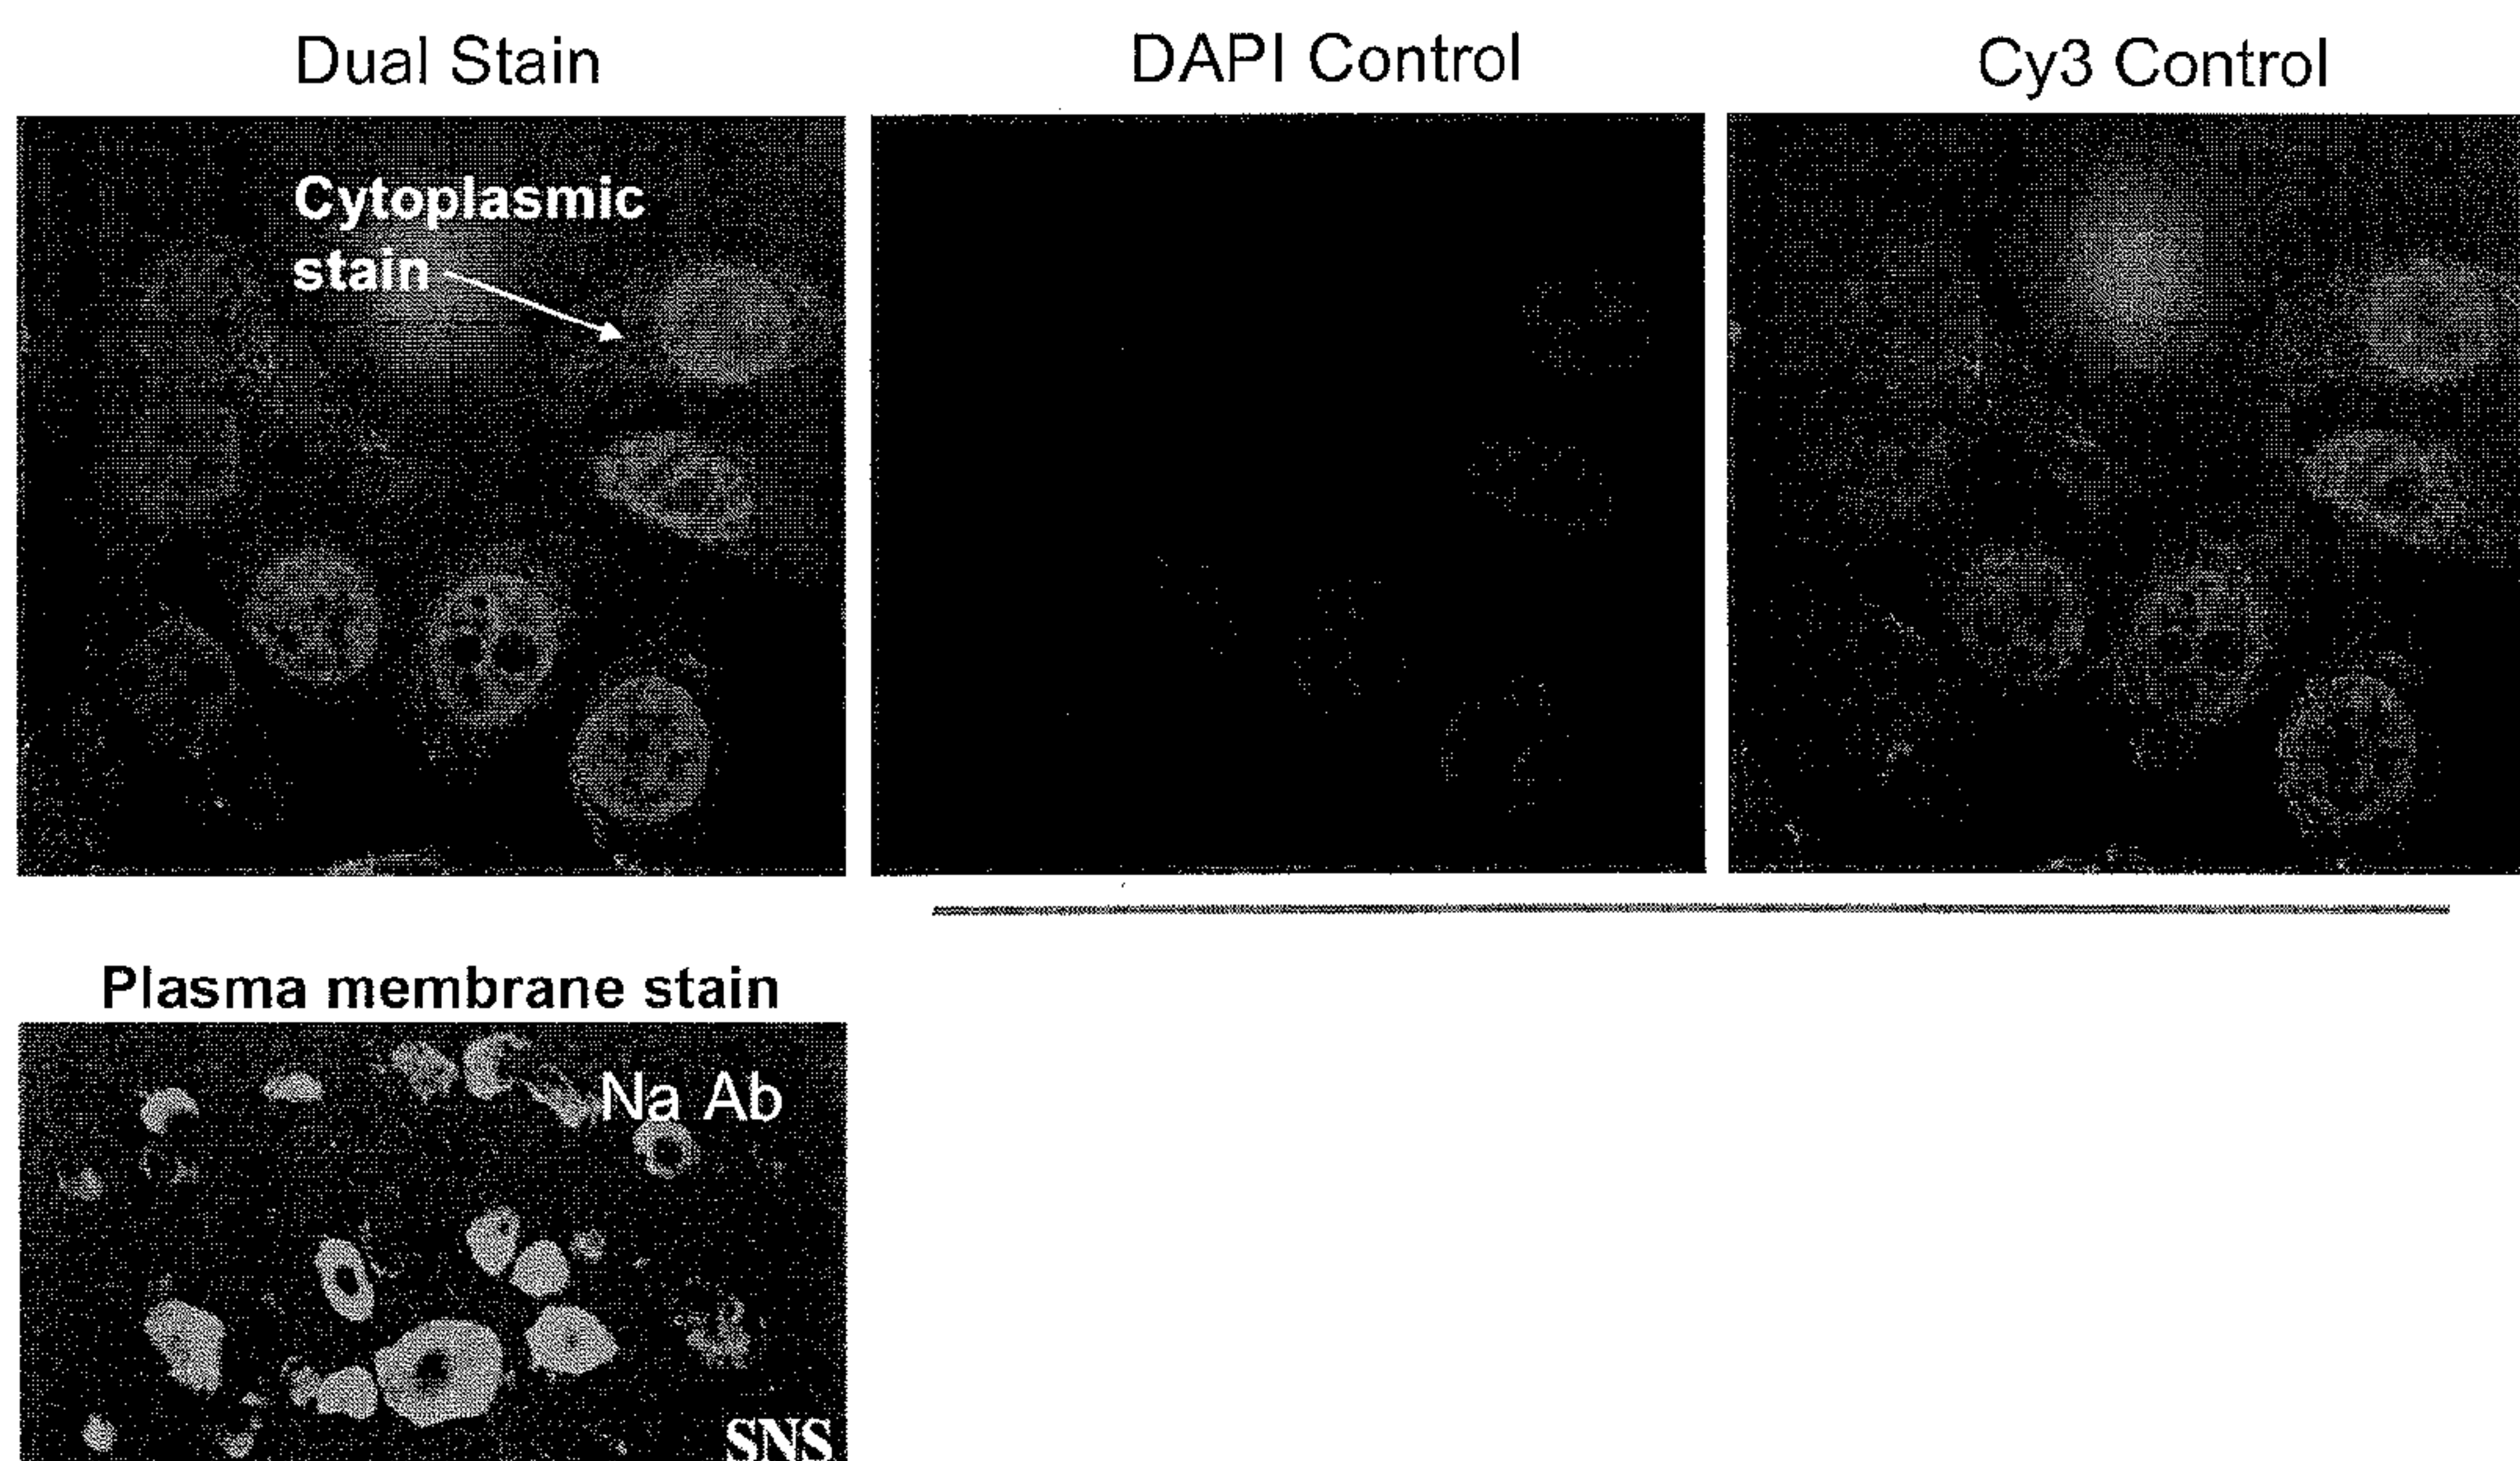 Dual Stain
DAPI Control
Cy3 Control
Cytoplasmic
stain
Plasma membrane stain
Na Ab
SNS